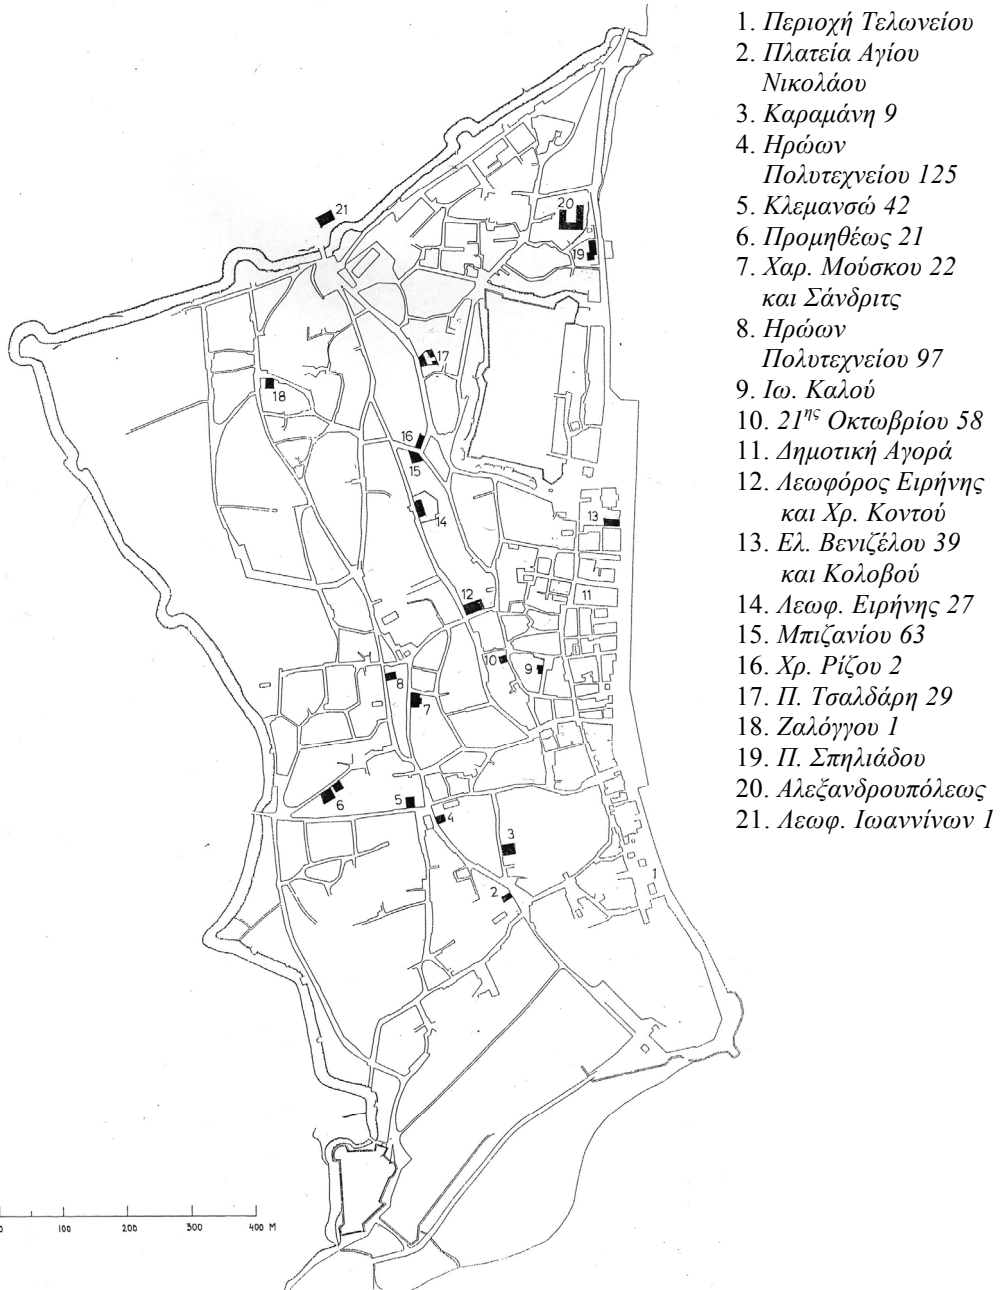 1. Περιοχή Τελωνείου
2. Πλατεία Αγίου
Νικολάου
3. Καραμάνη 9
4. Ηρώων
Πολυτεχνείου 125
5. Κλεμανσώ 42
6. Προμηθέως 21
7. Χαρ. Μούσκου 22
και Σάνδριτς
8. Ηρώων
Πολυτεχνείου 97
9. Ιω. Καλού
10. 21ης Οκτωβρίου 58
11. Δημοτική Αγορά
12. Λεωφόρος Ειρήνης
και Χρ. Κοντού
13. Ελ. Βενιζέλου 39
και Κολοβού
14. Λεωφ. Ειρήνης 27
15. Μπιζανίου 63
16. Χρ. Ρίζου 2
17. Π. Τσαλδάρη 29
18. Ζαλόγγου 1
19. Π. Σπηλιάδου
20. Αλεξανδρουπόλεως
21. Λεωφ. Ιωαννίνων 1
21
20
19
17
18
16
15
14
13
12
11
10
9
8
7
6
5
4
3
2
1
0 100 200 300 400 M